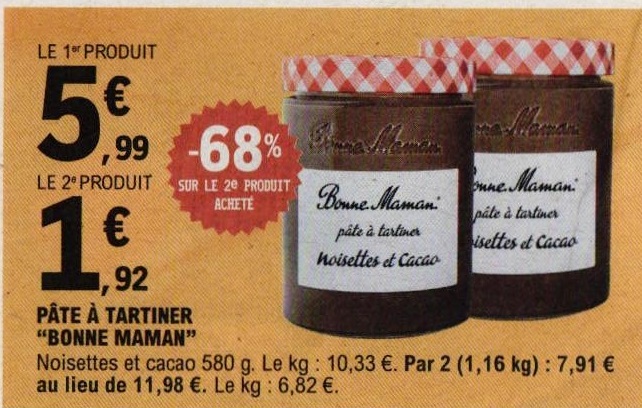 LE 1er PRODUIT
5€,99
-68%
SUR LE 2e PRODUIT
ACHETÉ
LE 2e PRODUIT
1€,92
Bonne Maman
Bonne Maman
pâte à tartiner
Noisettes et Cacao
Maman
onne Maman
pâte à tartiner
isettes et Cacao
PÂTE À TARTINER
“BONNE MAMAN”
Noisettes et cacao 580 g. Le kg : 10,33 €. Par 2 (1,16 kg) : 7,91 €
au lieu de 11,98 €. Le kg : 6,82 €.